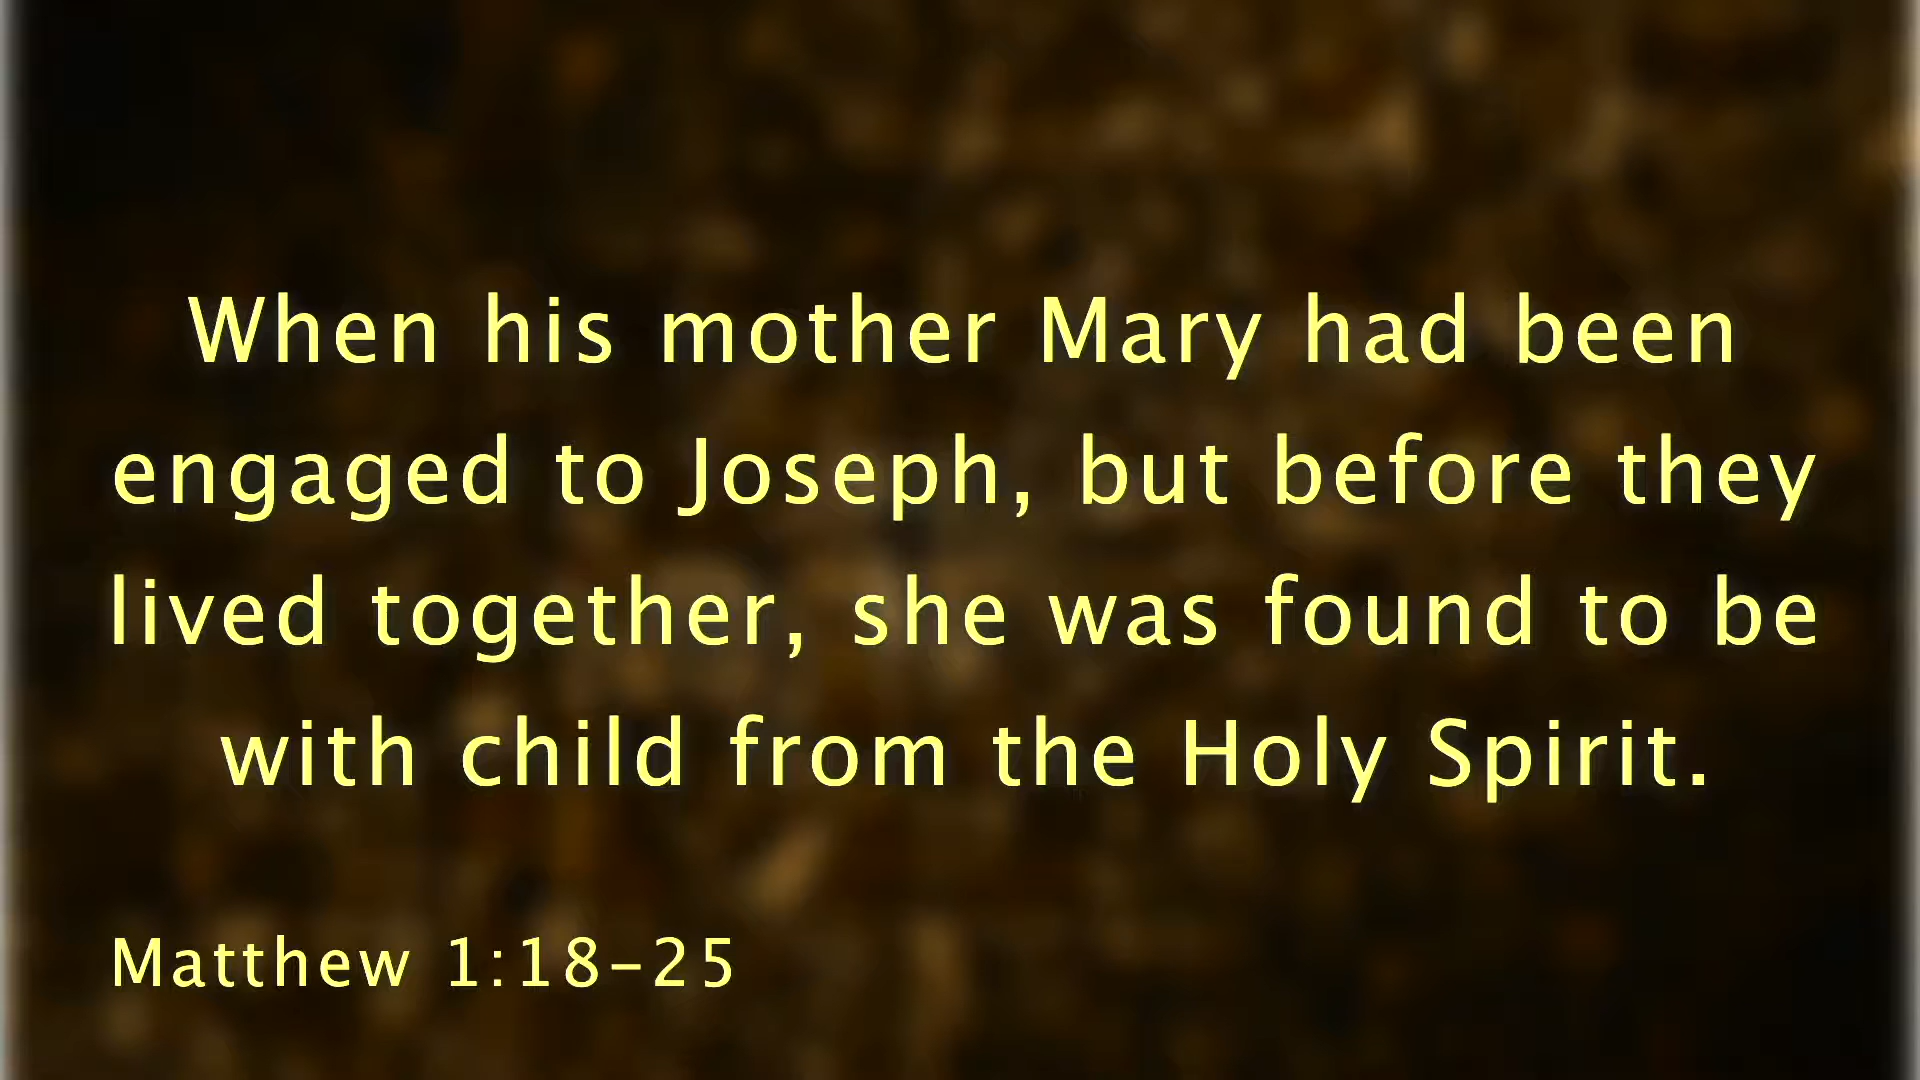 When his mother Mary had been
engaged to Joseph, but before they
lived together, she was found to be
with child from the Holy Spirit.
Matthew 1:18-25